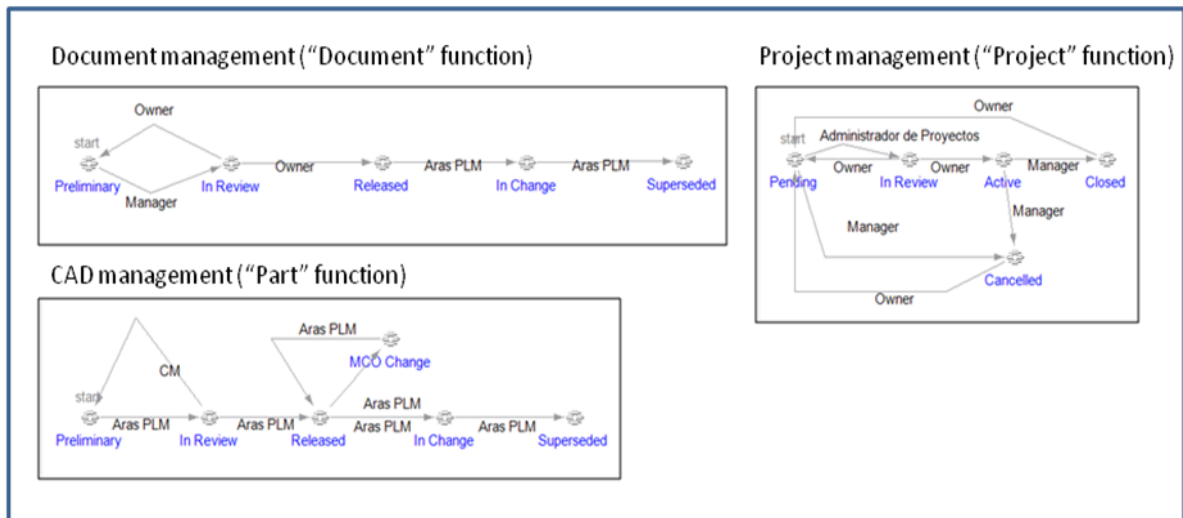 Document management (“Document” function)
Owner
start
Preliminary
Manager
In Review
Owner
Released
Aras PLM
In Change
Aras PLM
Superseded
Project management (“Project” function)
Owner
start
Administrador de Proyectos
Pending
Owner
In Review
Owner
Active
Manager
Closed
Manager
Manager
Cancelled
Owner
CAD management (“Part” function)
Aras PLM
MCO Change
CM
start
Aras PLM
Preliminary
Aras PLM
In Review
Aras PLM
Released
Aras PLM
In Change
Aras PLM
Superseded